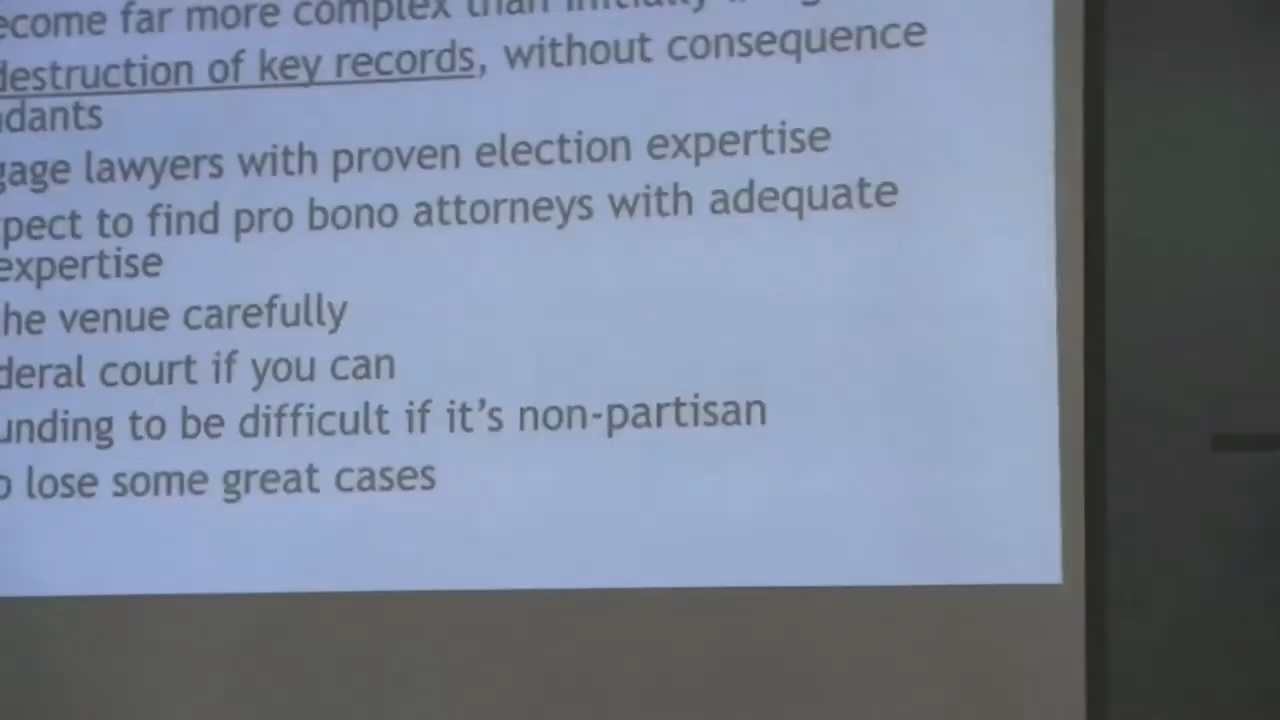 ecome far more complex than initially
destruction of key records, without consequence
dants
gage lawyers with proven election expertise
pect to find pro bono attorneys with adequate
expertise
he venue carefully
deral court if you can
unding to be difficult if it's non-partisan
o lose some great cases